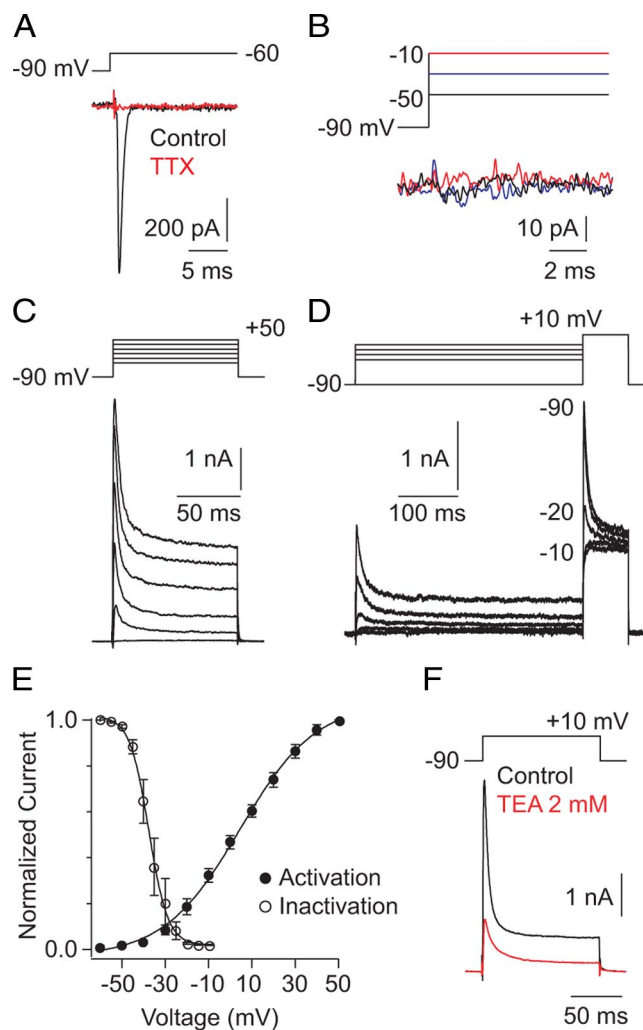 A
-90 mV
-60
Control
TTX
200 pA
5 ms
B
-10
-50
-90 mV
10 pA
2 ms
C
+50
-90 mV
1 nA
50 ms
D
+10 mV
-90
-90
1 nA
-20
100 ms
-10
E
Normalized Current
1.0
0.0
Activation
Inactivation
-50 -30 -10 10 30 50
Voltage (mV)
F
+10 mV
-90
Control
TEA 2 mM
1 nA
50 ms